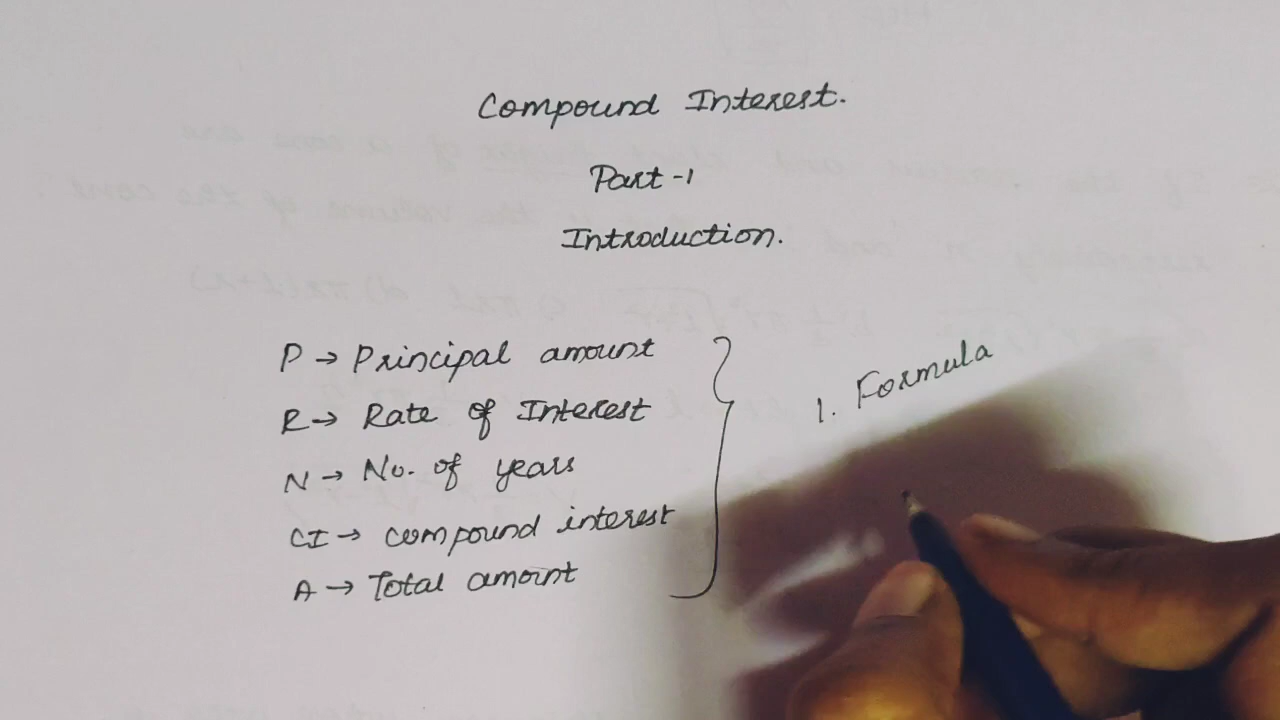 Compound Interest.
Part-1
Introduction.
P → Principal amount
R → Rate of Interest
N → No. of years
CI → compound interest
A → Total amount
1. Formula